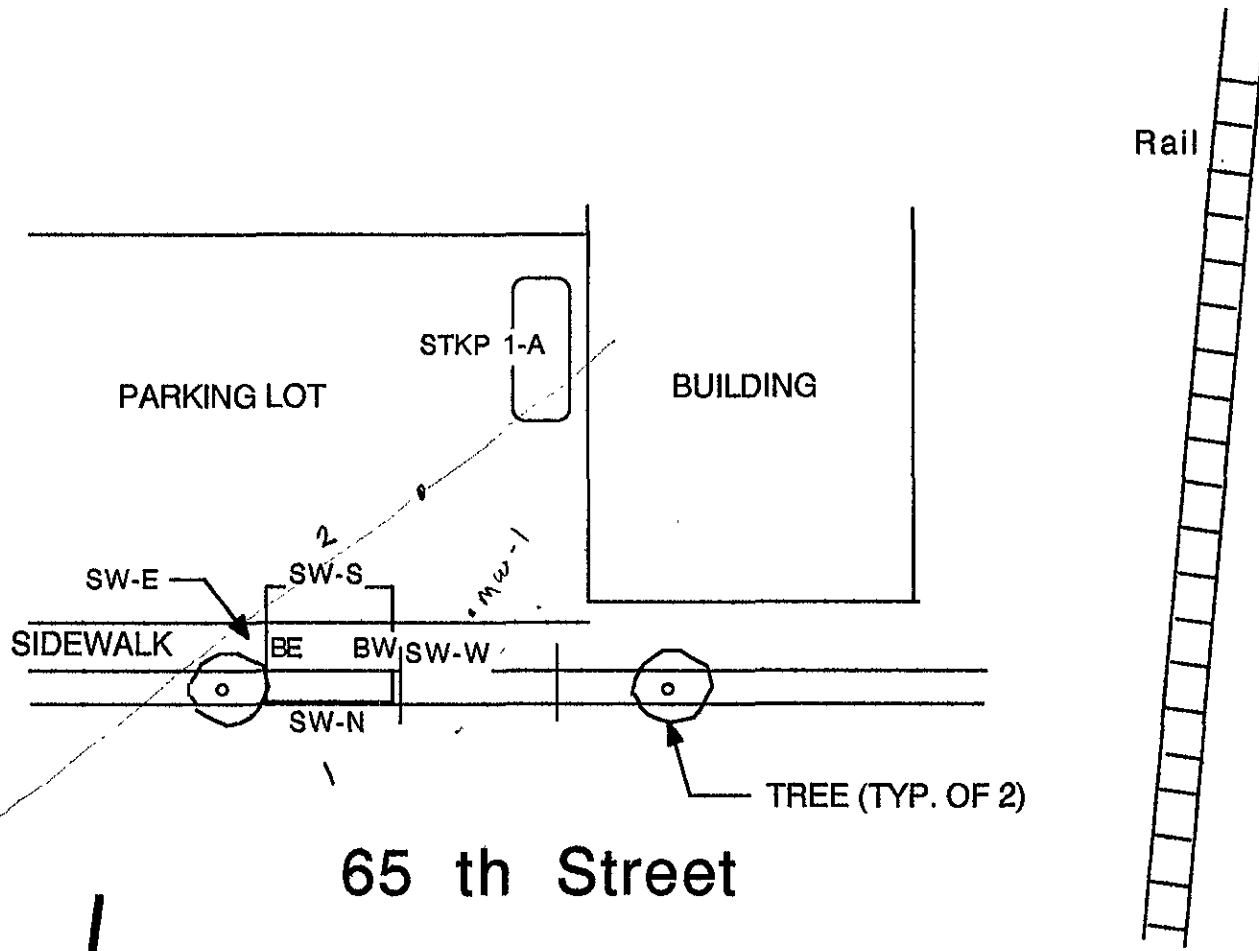 Rail
STKP 1-A
PARKING LOT
BUILDING
2
SW-E
SW-S
MW-1
SIDEWALK
BE
BW
SW-W
SW-N
1
TREE (TYP. OF 2)
65 th Street